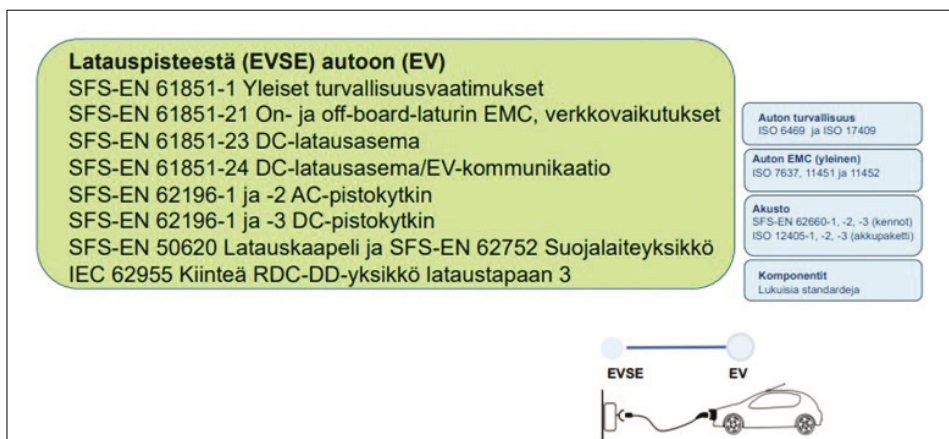 Latauspisteestä (EVSE) autoon (EV)
SFS-EN 61851-1 Yleiset turvallisuusvaatimukset
SFS-EN 61851-21 On- ja off-board-laturin EMC, verkkovaikutukset
SFS-EN 61851-23 DC-latausasema
SFS-EN 61851-24 DC-latausasema/EV-kommunikaatio
SFS-EN 62196-1 ja -2 AC-pistokytkin
SFS-EN 62196-1 ja -3 DC-pistokytkin
SFS-EN 50620 Latauskaapeli ja SFS-EN 62752 Suojalaiteyksikkö
IEC 62955 Kiinteä RDC-DD-yksikkö lataustapaan 3
Auton turvallisuus
ISO 6469 ja ISO 17409
Auton EMC (yleinen)
ISO 7637, 11451 ja 11452
Akusto
SFS-EN 62660-1, -2, -3 (kennot)
ISO 12405-1, -2, -3 (akkupaketti)
Komponentit
Lukuisia standardeja
EVSE EV